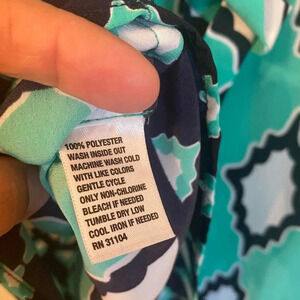 100% POLYESTER
WASH INSIDE OUT
MACHINE WASH COLD
WITH LIKE COLORS
GENTLE CYCLE
ONLY NON-CHLORINE
BLEACH IF NEEDED
TUMBLE DRY LOW
COOL IRON IF NEEDED
RN 31104